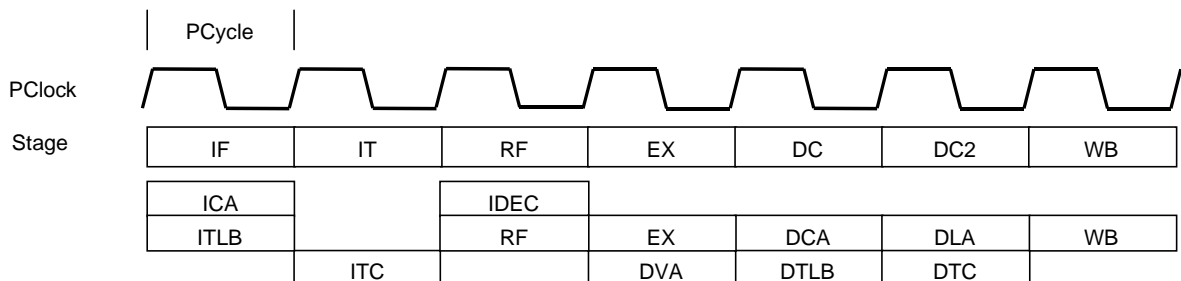 PCycle
PClock
Stage IF IT RF EX DC DC2 WB
ICA IDEC
ITLB RF EX DCA DLA WB
ITC DVA DTLB DTC